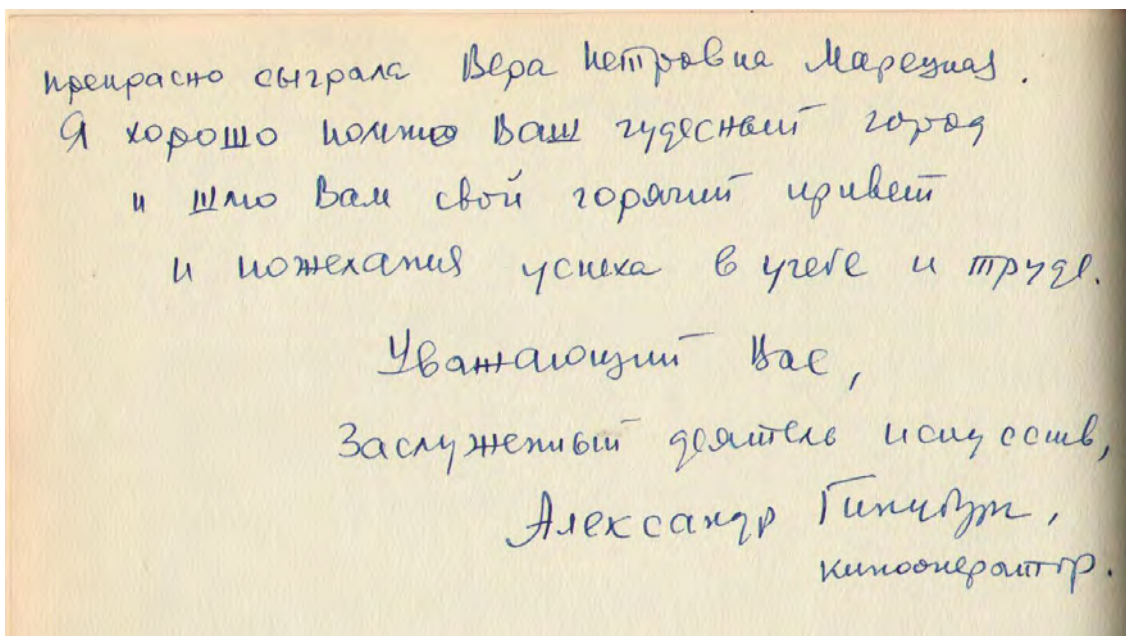 прекрасно сыграла Вера Петровна Марецкая.
Я хорошо помню Ваш чудесный город
и шлю Вам свой горячий привет
и пожелания успеха в учебе и труде.
Уважающий Вас,
Заслуженный деятель искусств,
Александр Гинцбург,
кинооператор.